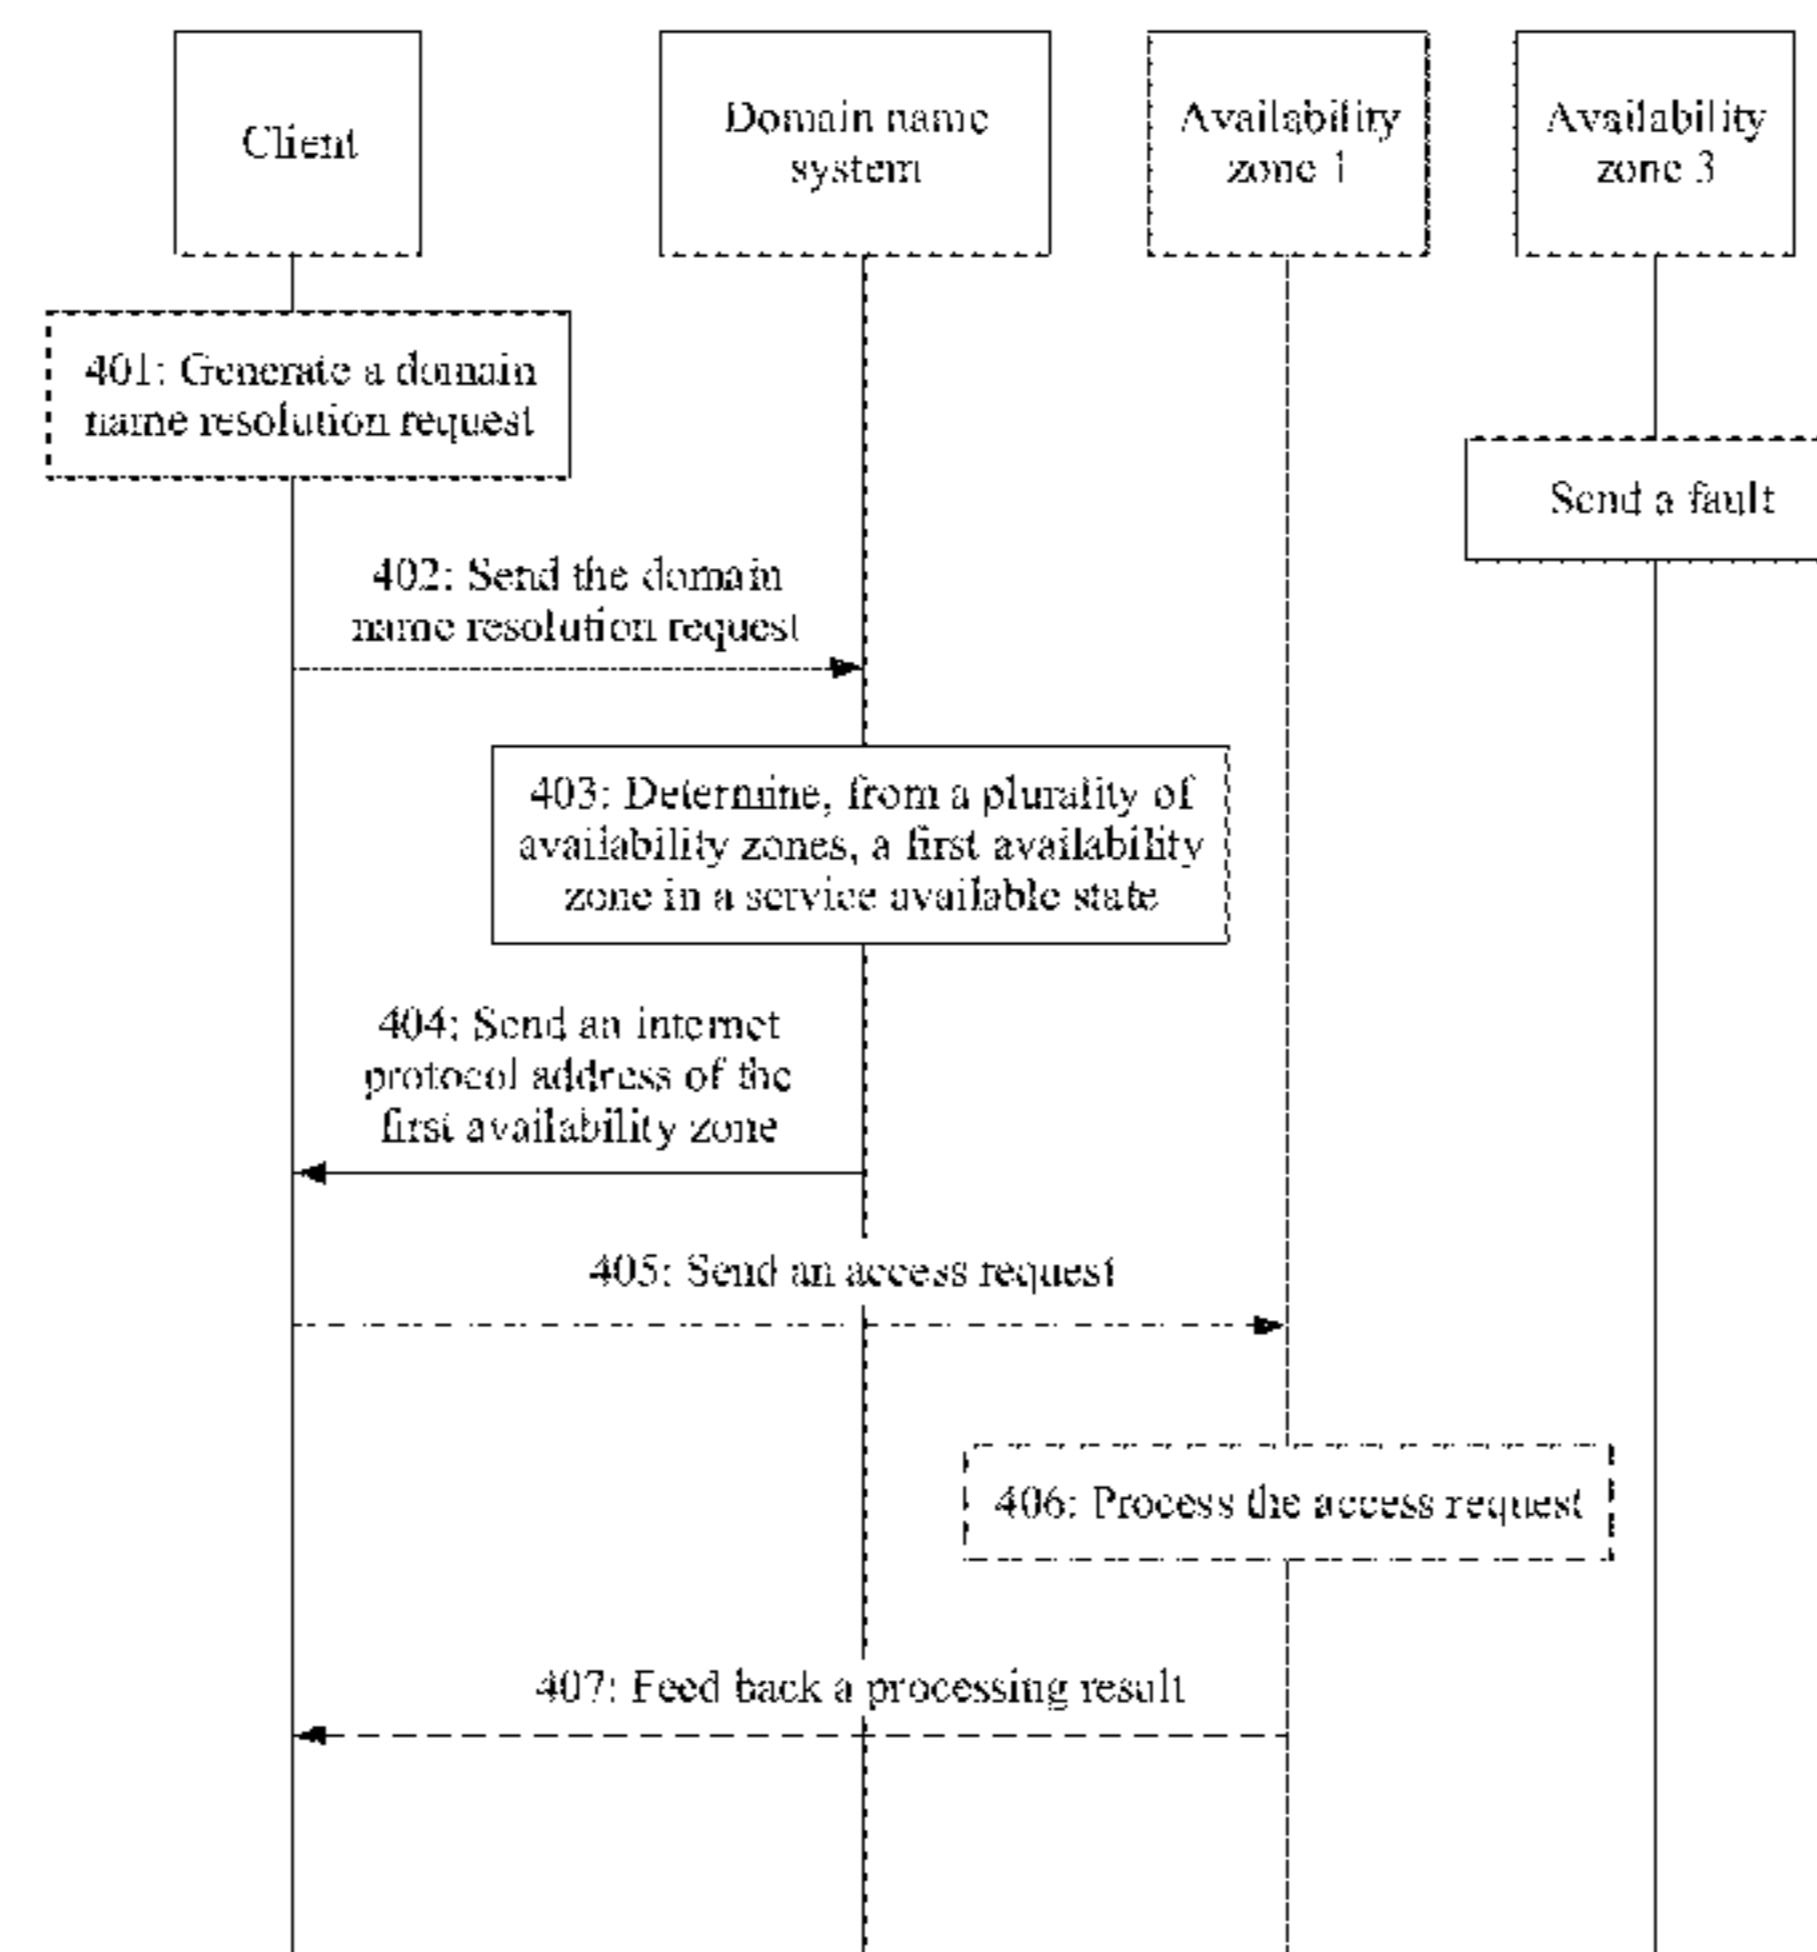 Client
Domain name
system
Availability
zone 1
Availability
zone 3
401: Generate a domain
name resolution request
Send a fault
402: Send the domain
name resolution request
403: Determine, from a plurality of
availability zones, a first availability
zone in a service available state
404: Send an internet
protocol address of the
first availability zone
405: Send an access request
406: Process the access request
407: Feed back a processing result